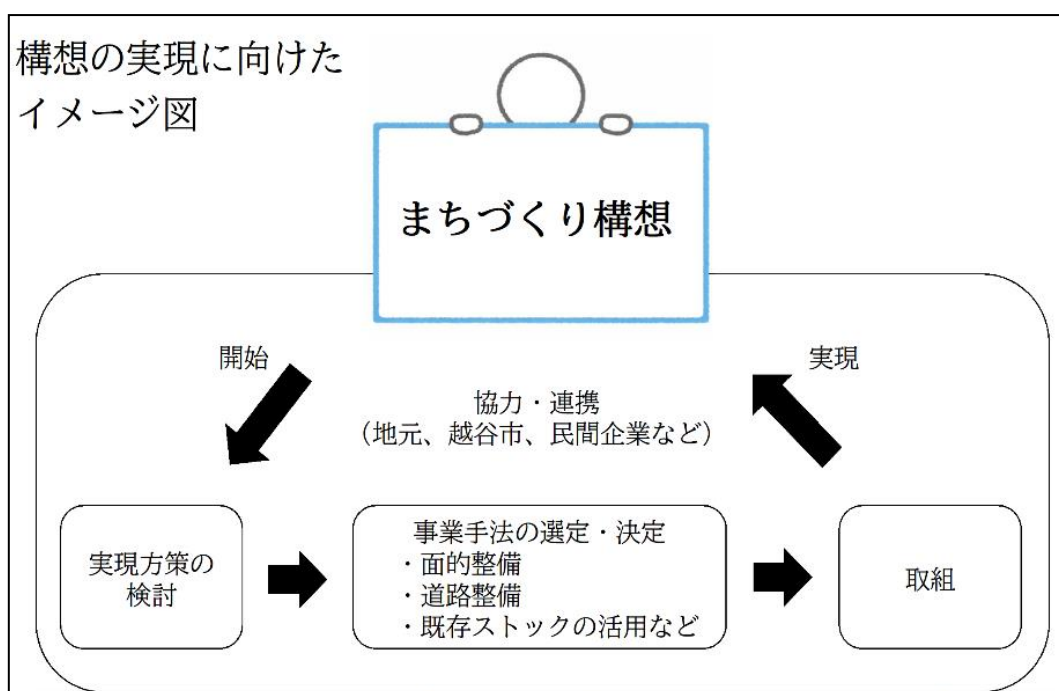 構想の実現に向けた
イメージ図
まちづくり構想
開始
実現
協力・連携
（地元、越谷市、民間企業など）
実現方策の
検討
事業手法の選定・決定
・面的整備
・道路整備
・既存ストックの活用など
取組